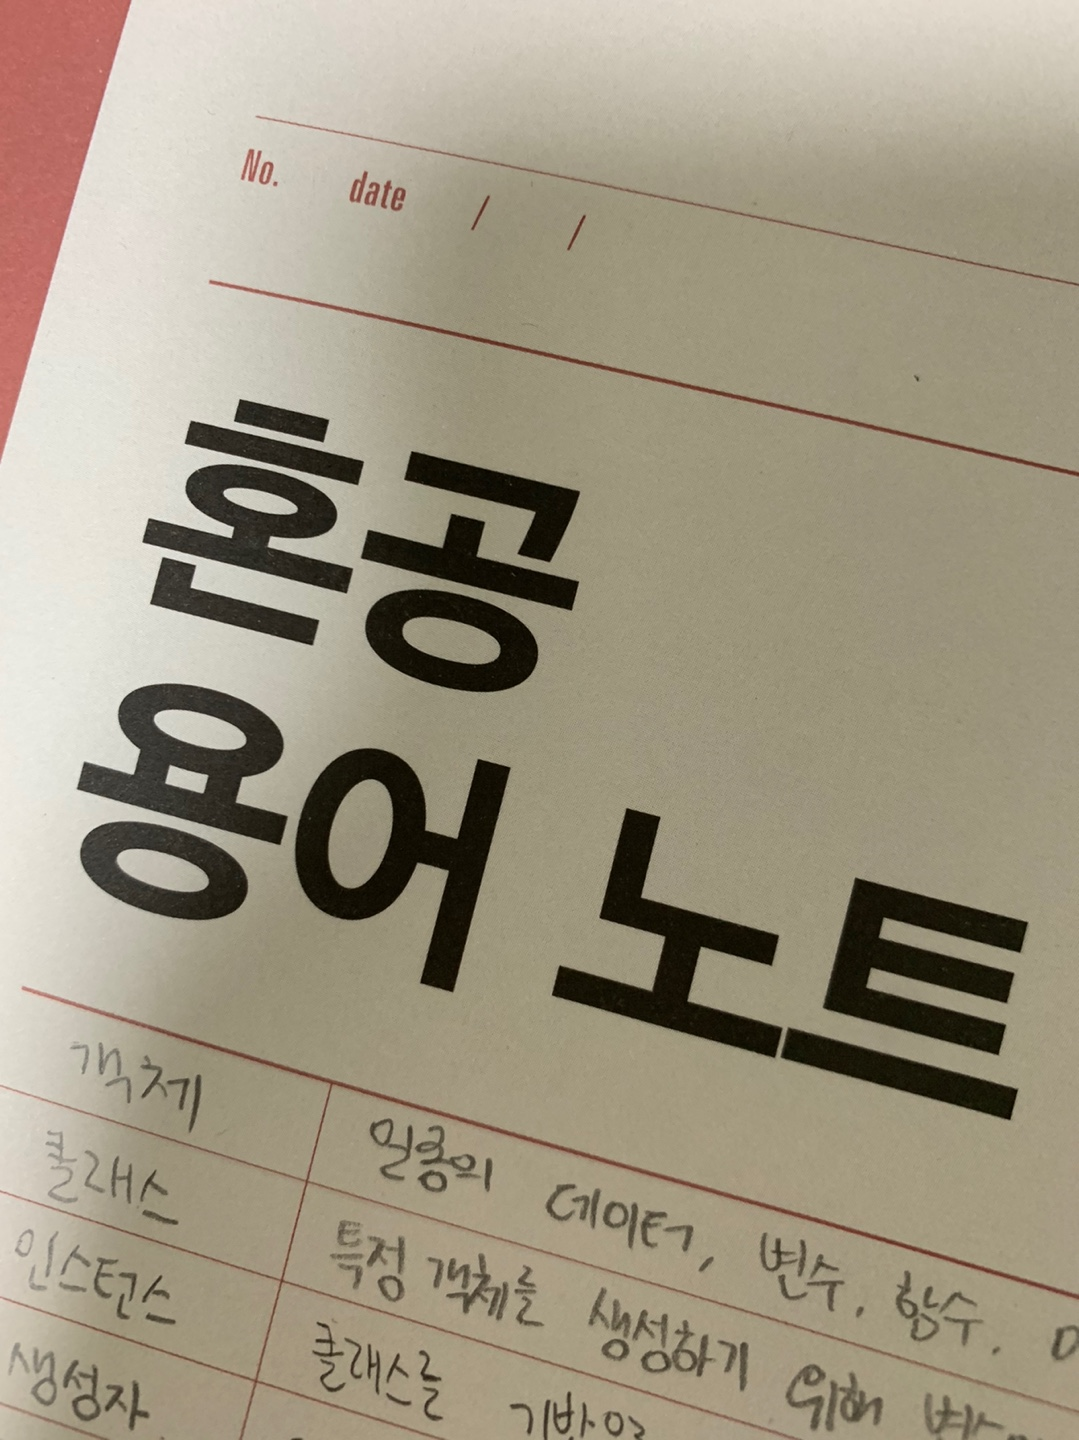 No. date / /
혼공
용어 노트
객체 일종의 데이터, 변수, 함수,
클래스 특정 객체를 생성하기 위해
인스턴스 클래스를
생성자